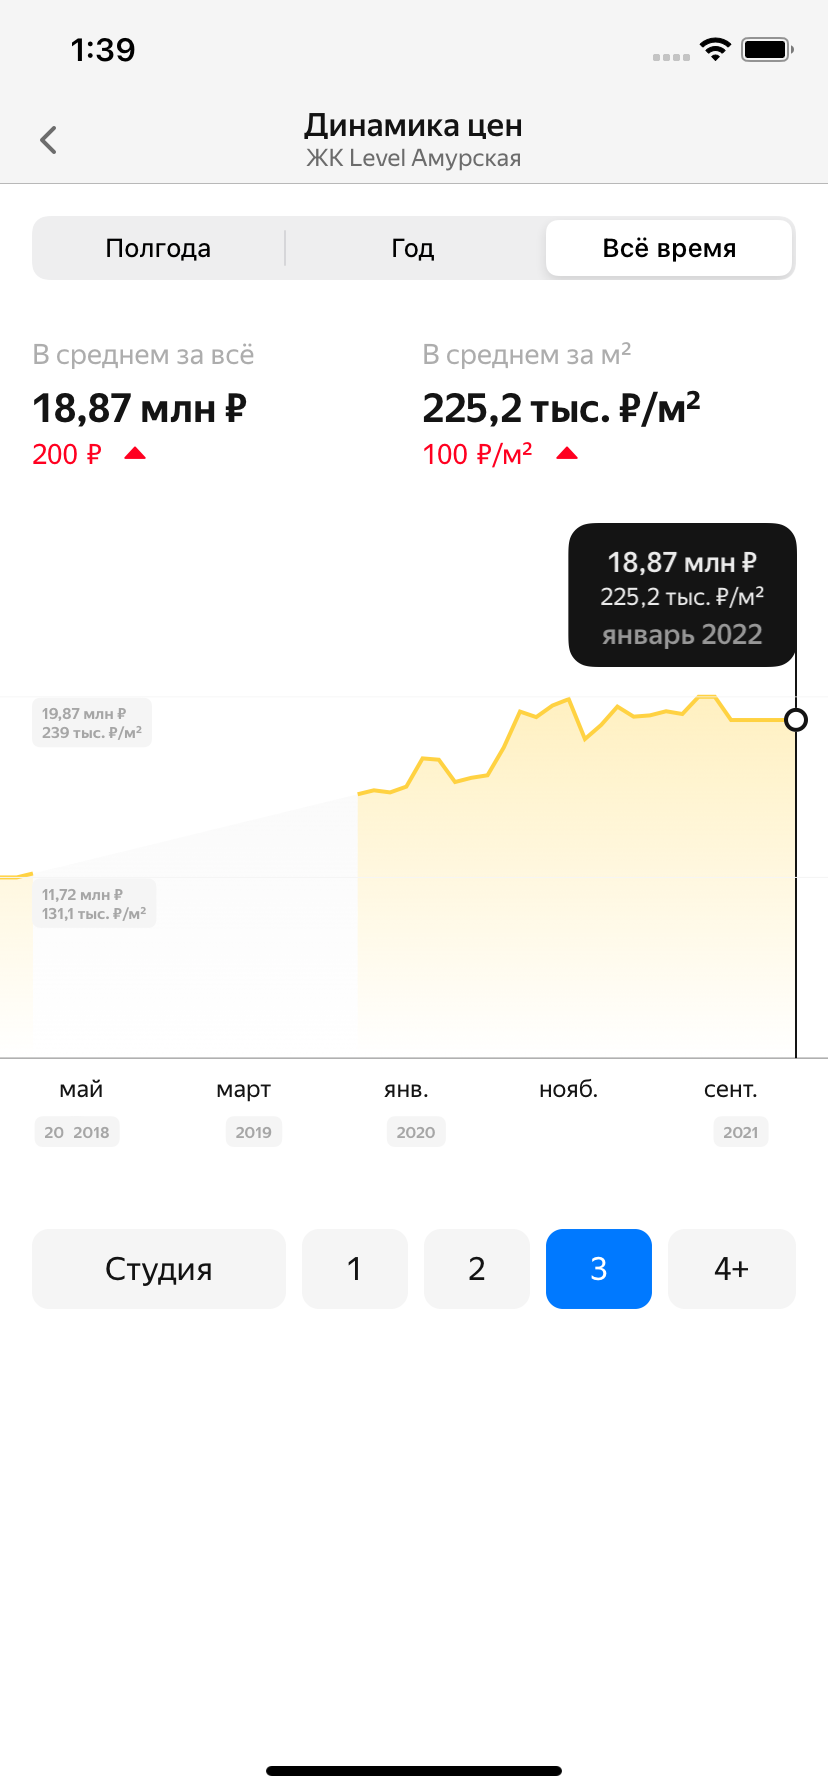 1:39
Динамика цен
ЖК Level Амурская
Полгода Год Всё время
В среднем за всё В среднем за м²
18,87 млн ₽ 225,2 тыс. ₽/м²
200 ₽ 100 ₽/м²
18,87 млн ₽
225,2 тыс. ₽/м²
январь 2022
19,87 млн ₽
239 тыс. ₽/м²
11,72 млн ₽
131,1 тыс. ₽/м²
май март янв. нояб. сент.
20 2018 2019 2020 2021
Студия 1 2 3 4+